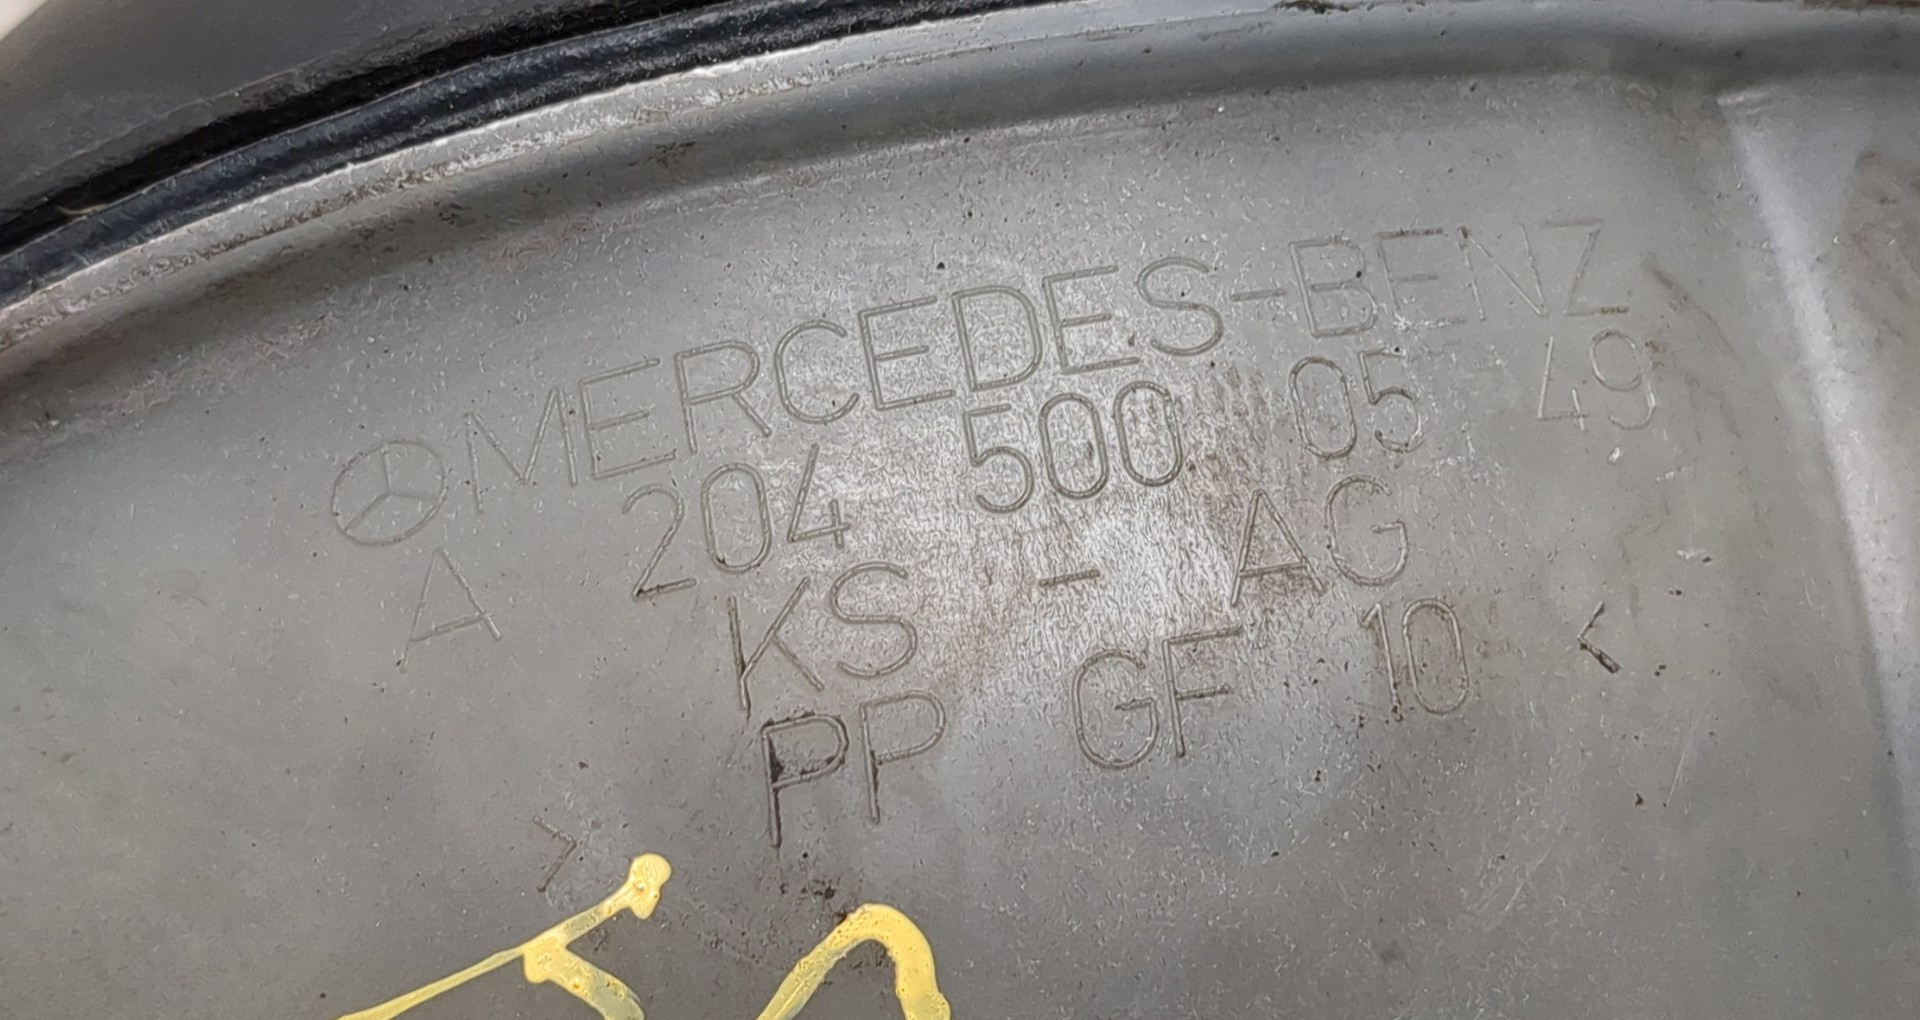 MERCEDES-BENZ
A 204 500 05 49
KS - AG
> PP GF 10 <